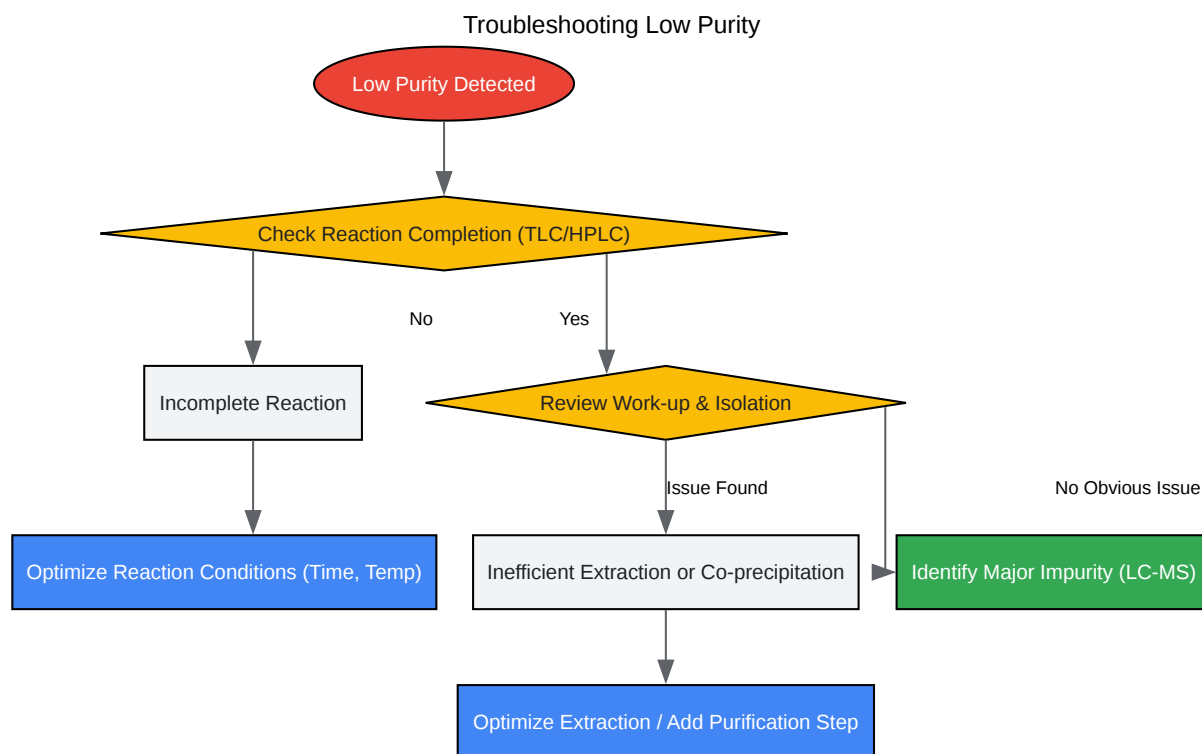 Troubleshooting Low Purity
Low Purity Detected
Check Reaction Completion (TLC/HPLC)
No
Yes
Incomplete Reaction
Review Work-up & Isolation
Issue Found
No Obvious Issue
Optimize Reaction Conditions (Time, Temp)
Inefficient Extraction or Co-precipitation
Identify Major Impurity (LC-MS)
Optimize Extraction / Add Purification Step